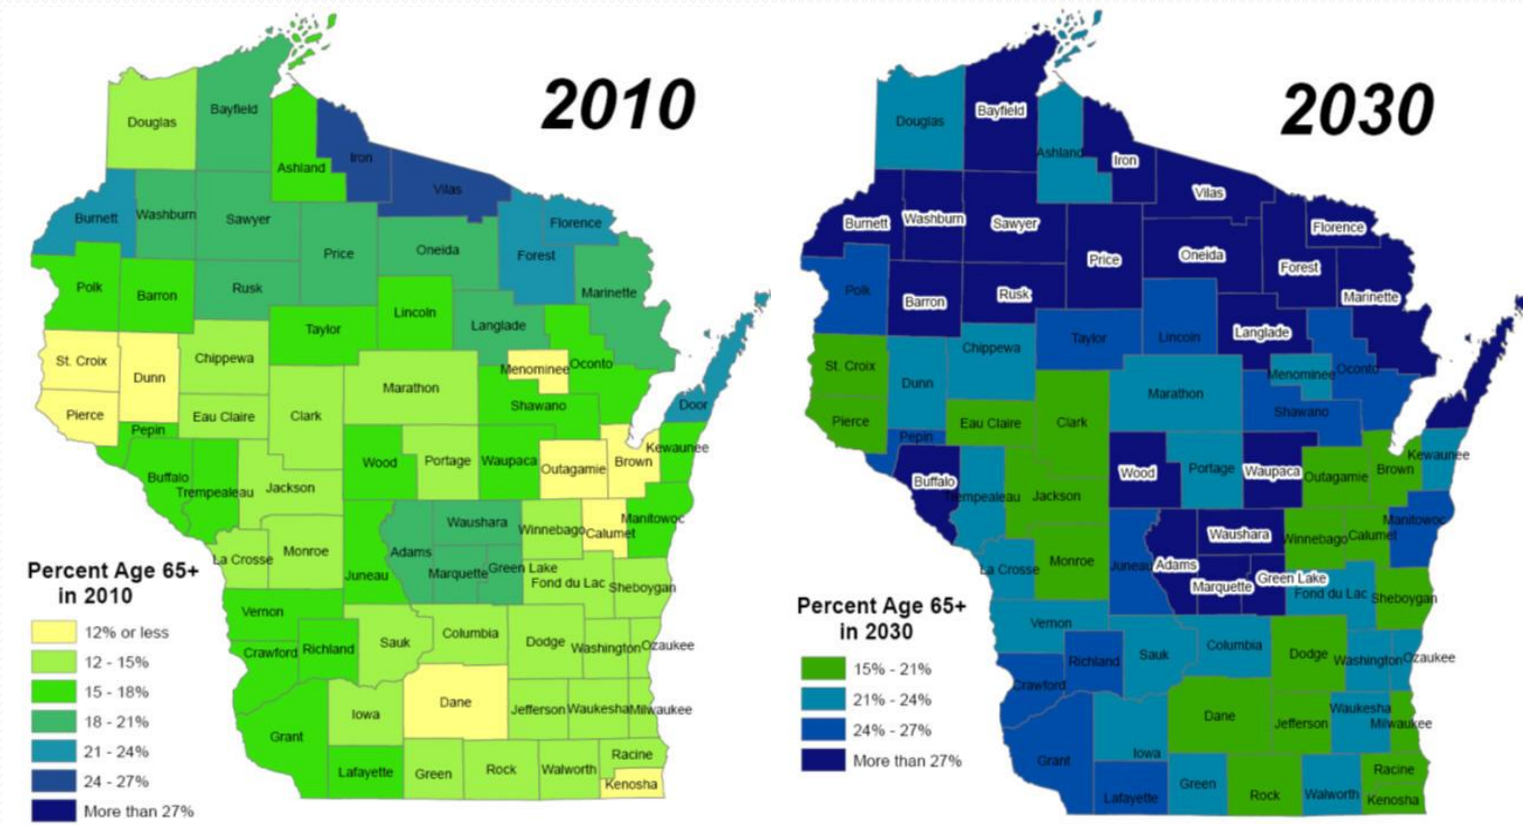 2010
Douglas
Bayfield
Ashland
Iron
Vilas
Burnett
Washburn
Sawyer
Price
Oneida
Forest
Florence
Marinette
Polk
Barron
Rusk
Taylor
Lincoln
Langlade
Oconto
Menominee
St. Croix
Dunn
Chippewa
Marathon
Shawano
Door
Pierce
Pepin
Eau Claire
Clark
Wood
Portage
Waupaca
Outagamie
Brown
Kewaunee
Buffalo
Trempealeau
Jackson
Waushara
Winnebago
Calumet
Manitowoc
La Crosse
Monroe
Juneau
Adams
Marquette
Green Lake
Fond du Lac
Sheboygan
Vernon
Crawford
Richland
Sauk
Columbia
Dodge
Washington
Ozaukee
Grant
Iowa
Dane
Jefferson
Waukesha
Milwaukee
Lafayette
Green
Rock
Walworth
Racine
Kenosha
Percent Age 65+
in 2010
12% or less
12 - 15%
15 - 18%
18 - 21%
21 - 24%
24 - 27%
More than 27%
2030
Douglas
Bayfield
Ashland
Iron
Vilas
Burnett
Washburn
Sawyer
Price
Oneida
Forest
Florence
Marinette
Polk
Barron
Rusk
Taylor
Lincoln
Langlade
Oconto
Menominee
St. Croix
Dunn
Chippewa
Marathon
Shawano
Pierce
Pepin
Eau Claire
Clark
Wood
Portage
Waupaca
Outagamie
Brown
Kewaunee
Buffalo
Trempealeau
Jackson
Waushara
Winnebago
Calumet
Manitowoc
La Crosse
Monroe
Juneau
Adams
Marquette
Green Lake
Fond du Lac
Sheboygan
Vernon
Crawford
Richland
Sauk
Columbia
Dodge
Washington
Ozaukee
Grant
Iowa
Dane
Jefferson
Waukesha
Milwaukee
Lafayette
Green
Rock
Walworth
Racine
Kenosha
Percent Age 65+
in 2030
15% - 21%
21% - 24%
24% - 27%
More than 27%